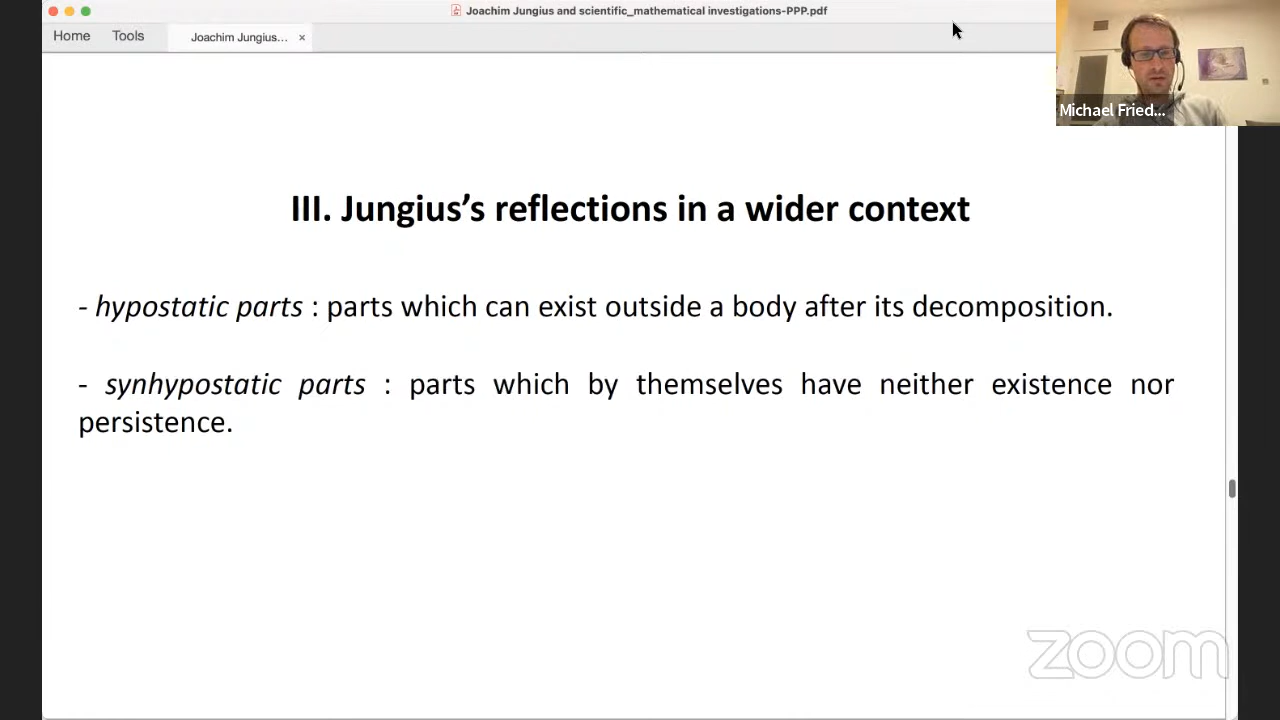 Joachim Jungius and scientific_mathematical investigations-PPP.pdf
Home Tools Joachim Jungius... ×
Michael Fried...
III. Jungius's reflections in a wider context
- hypostatic parts : parts which can exist outside a body after its decomposition.
- synhypostatic parts : parts which by themselves have neither existence nor
persistence.
zoom